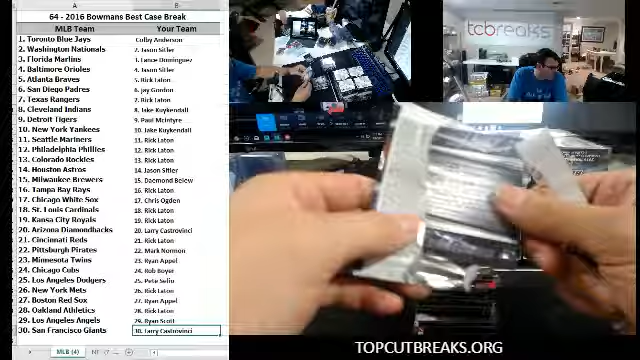 64 - 2016 Bowmans Best Case Break
A B
MLB Team Your Team
1. Toronto Blue Jays Colby Anderson
2. Washington Nationals 2. Jason Sitler
3. Florida Marlins 3. Lance Dominguez
4. Baltimore Orioles 4. Jason Sitler
5. Atlanta Braves 5. Rick Laton
6. San Diego Padres 6. Jay Gordon
7. Texas Rangers 7. Rick Laton
8. Cleveland Indians 8. Jake Kuykendall
9. Detroit Tigers 9. Paul McIntyre
10. New York Yankees 10. Jake Kuykendall
11. Seattle Mariners 11. Rick Laton
12. Philadelphia Phillies 12. Rick Laton
13. Colorado Rockies 13. Rick Laton
14. Houston Astros 14. Jason Sitler
15. Milwaukee Brewers 15. Daemond Below
16. Tampa Bay Rays 16. Rick Laton
17. Chicago White Sox 17. Chris Ogden
18. St. Louis Cardinals 18. Rick Laton
19. Kansa City Royals 19. Rick Laton
20. Arizona Diamondbacks 20. Larry Castrovinci
21. Cincinnati Reds 21. Rick Laton
22. Pittsburgh Pirates 22. Mark Normon
23. Minnesota Twins 23. Ryan Appel
24. Chicago Cubs 24. Rob Boyer
25. Los Angeles Dodgers 25. Pete Selio
26. New York Mets 26. Rick Laton
27. Boston Red Sox 27. Ryan Appel
28. Oakland Athletics 28. Rick Laton
29. Los Angeles Angels 29. Ryan Scott
30. San Francisco Giants 30. Larry Castrovinci
MLB (4)
tcbreaks
TOPCUTBREAKS.ORG